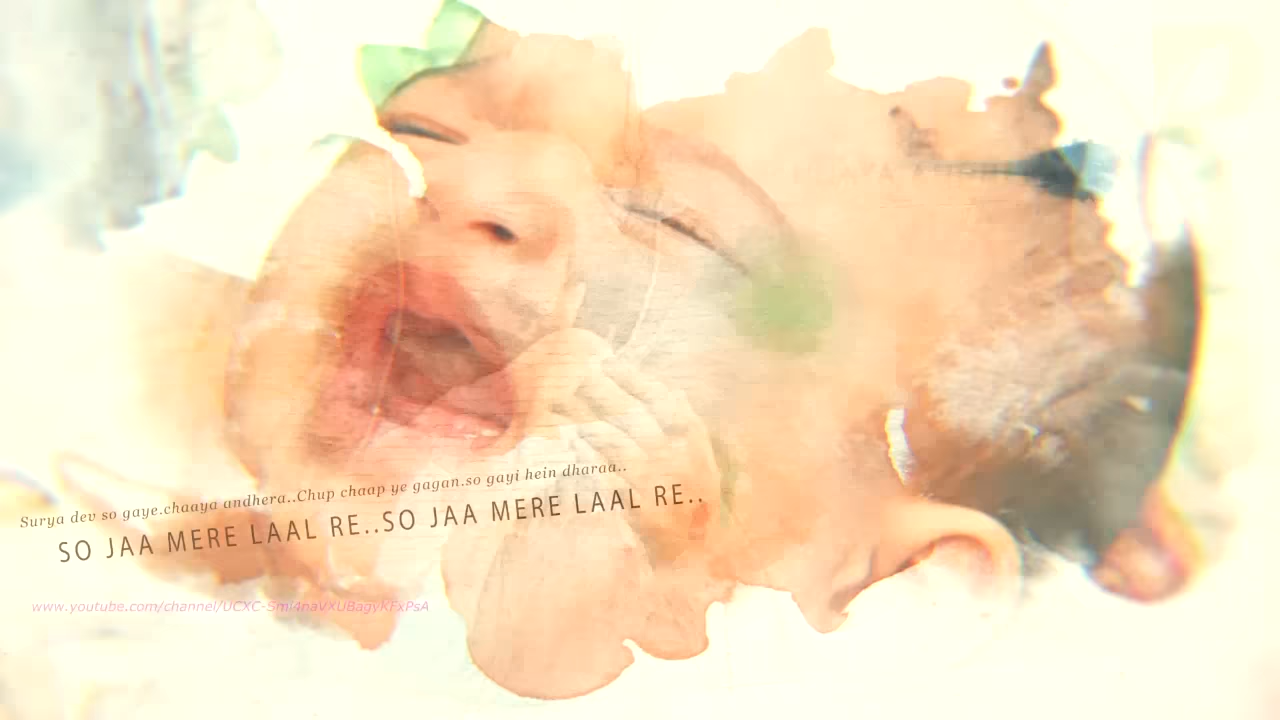 Surya dev so gaye.chaaya andhera..Chup chaap ye gagan.so gayi hein dharaa..
SO JAA MERE LAAL RE..SO JAA MERE LAAL RE..
www.youtube.com/channel/UCXC-Smi4naVXUBagyKFxPsA